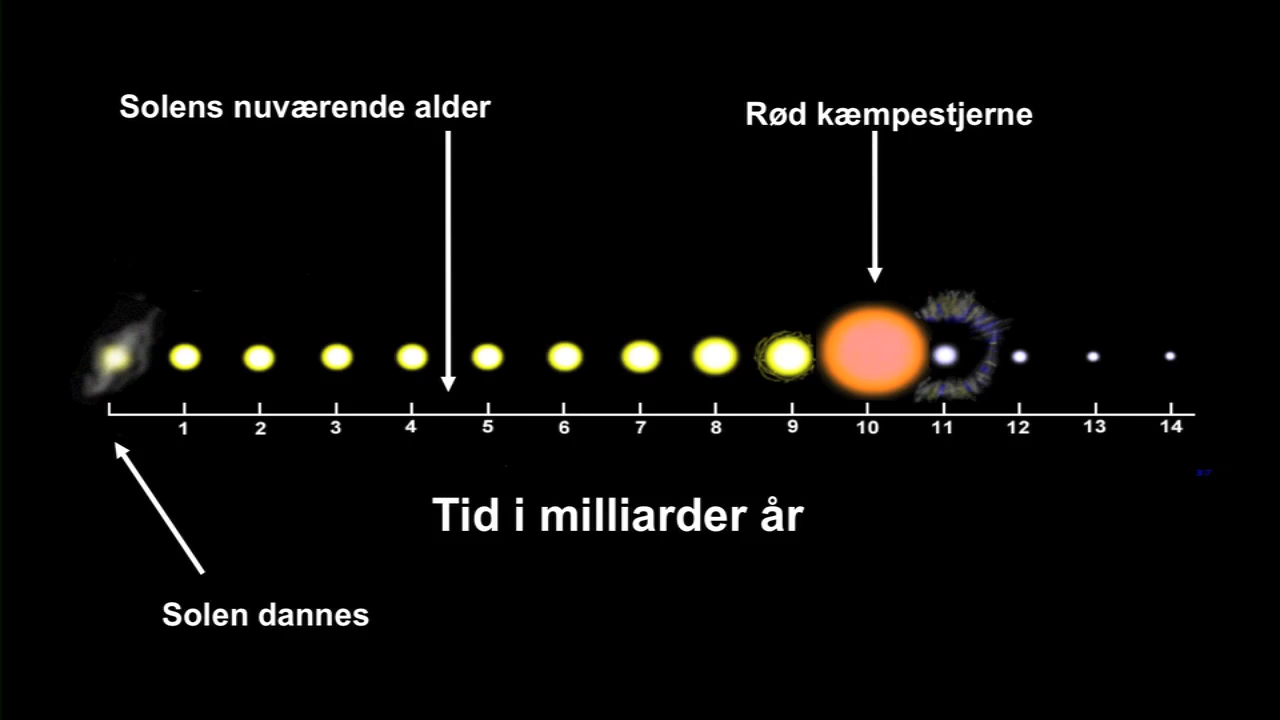 Solens nuværende alder
Rød kæmpestjerne
1 2 3 4 5 6 7 8 9 10 11 12 13 14
Tid i milliarder år
Solen dannes